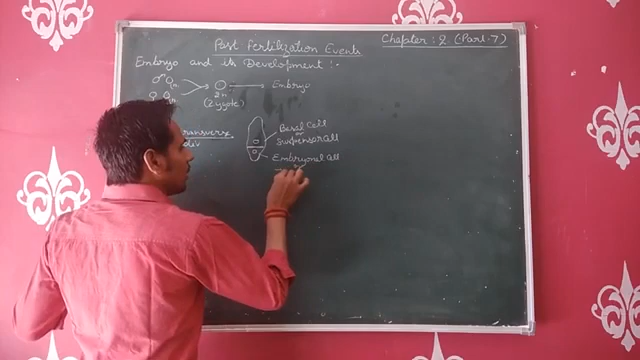 Post Fertilization Events
Chapter : 2. (Part-7)
Embryo and its Development :-
2n
Embryo
(Zygote)
Transverse
div
Basal Cell
or
Suspensor Cell
Embryonal Cell